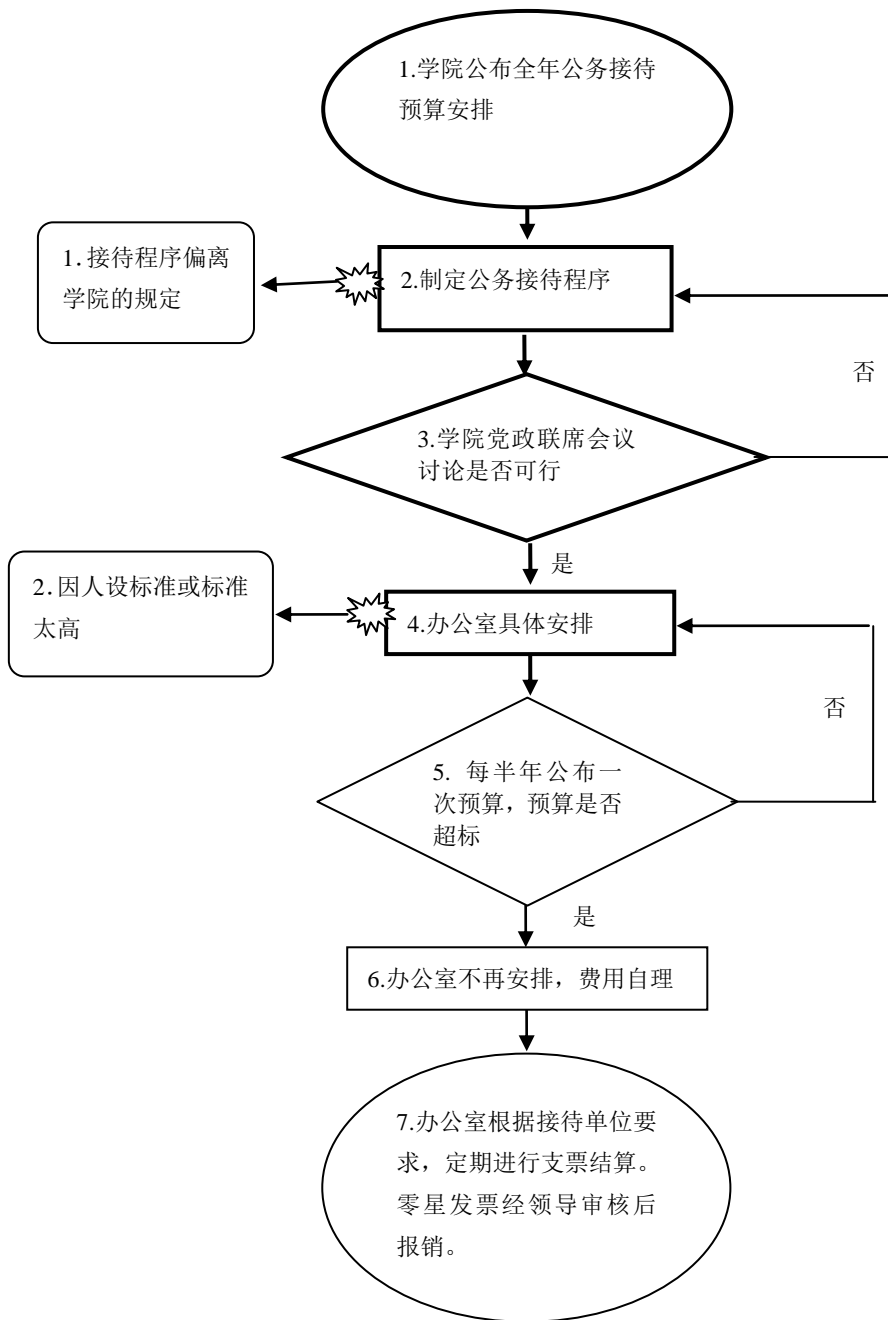 1.学院公布全年公务接待
预算安排
1.接待程序偏离
学院的规定
2.制定公务接待程序
否
3.学院党政联席会议
讨论是否可行
是
2.因人设标准或标准
太高
4.办公室具体安排
否
5. 每半年公布一
次预算，预算是否
超标
是
6.办公室不再安排，费用自理
7.办公室根据接待单位要
求，定期进行支票结算。
零星发票经领导审核后
报销。